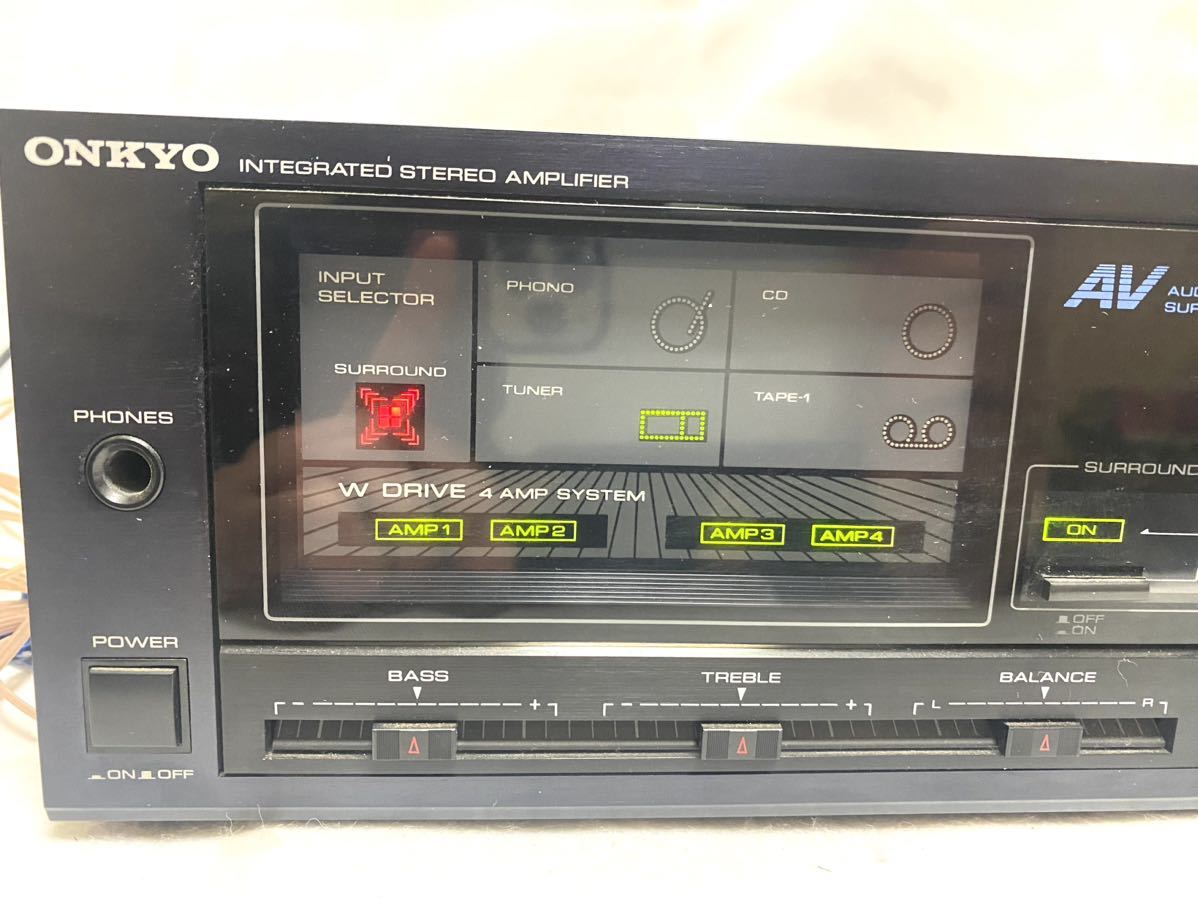 ONKYO INTEGRATED STEREO AMPLIFIER
INPUT
SELECTOR
PHONO
CD
AV
SURROUND
TUNER
TAPE-1
PHONES
W DRIVE 4 AMP SYSTEM
AMP1 AMP2 AMP3 AMP4
SURROUND
ON
OFF
ON
POWER
BASS
- +
TREBLE
- +
BALANCE
L R
ON OFF